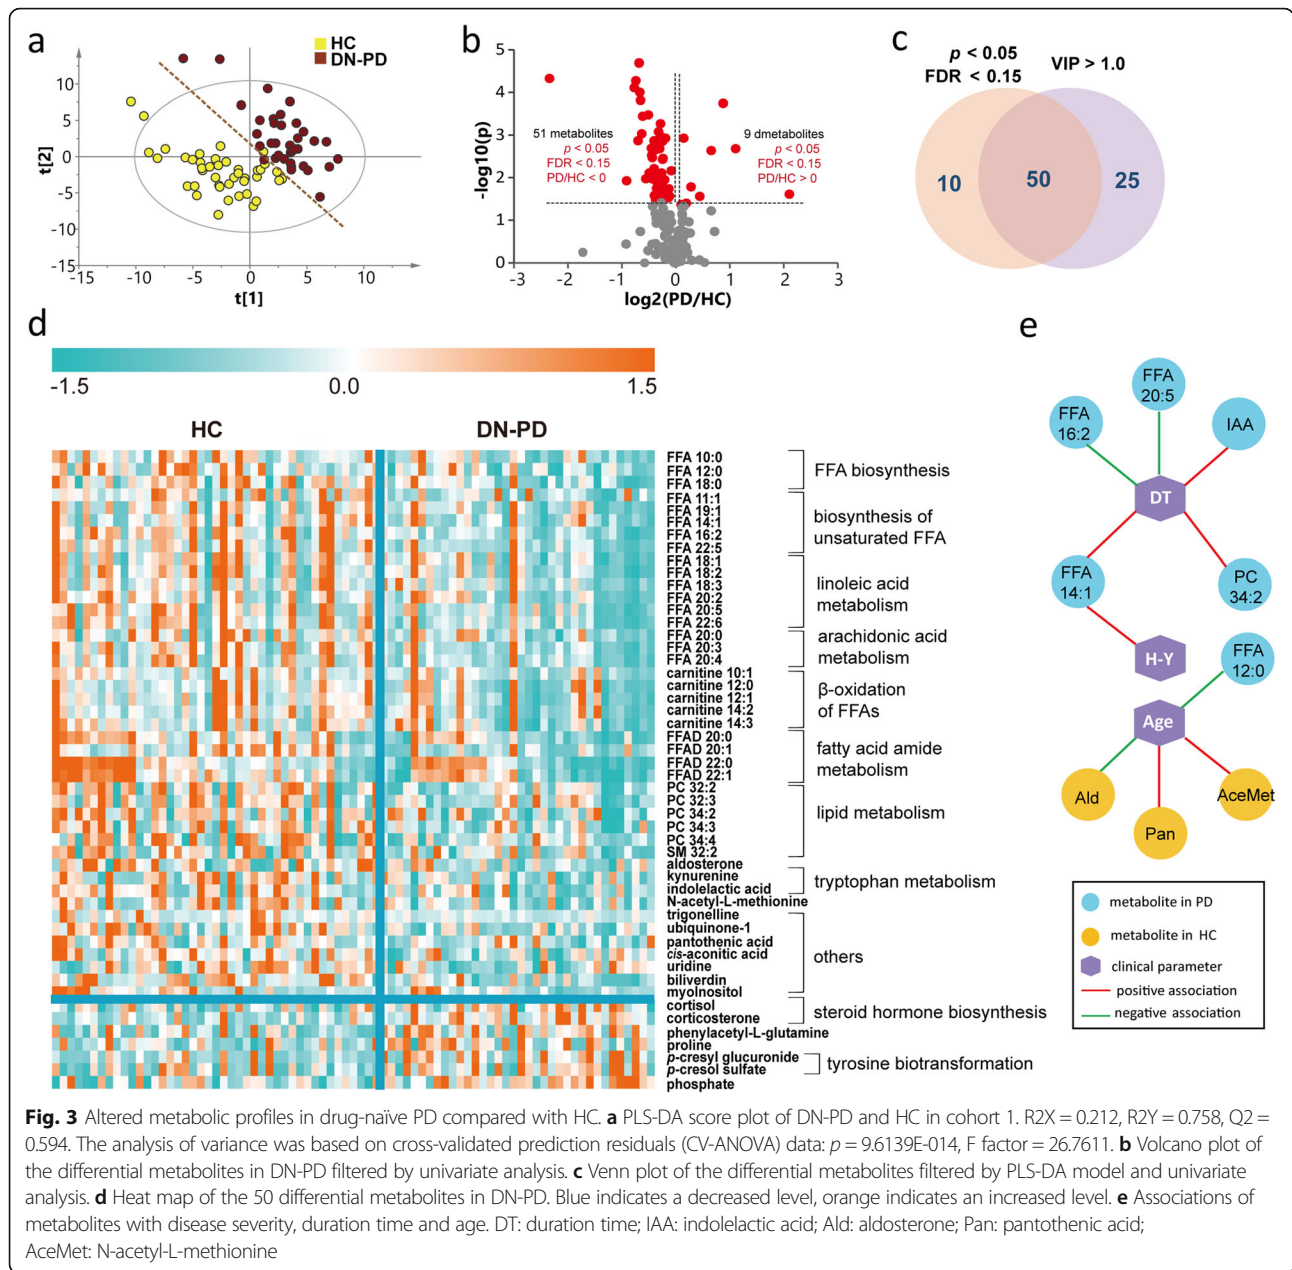 a
HC
DN-PD
t[2]
10
5
0
-5
-10
-15
-15
-10
-5
0
5
10
t[1]
b
-log10(p)
5
4
3
2
1
0
51 metabolites
p < 0.05
FDR < 0.15
PD/HC < 0
9 dmetabolites
p < 0.05
FDR < 0.15
PD/HC > 0
-3
-2
-1
0
1
2
3
log2(PD/HC)
c
p < 0.05
FDR < 0.15
VIP > 1.0
10
50
25
d
-1.5
0.0
1.5
HC
DN-PD
FFA 10:0
FFA 12:0
FFA 18:0
FFA 11:1
FFA 19:1
FFA 14:1
FFA 16:2
FFA 22:5
FFA 18:1
FFA 18:2
FFA 18:3
FFA 20:2
FFA 20:5
FFA 22:6
FFA 20:0
FFA 20:3
FFA 20:4
carnitine 10:1
carnitine 12:0
carnitine 12:1
carnitine 14:2
carnitine 14:3
FFAD 20:0
FFAD 20:1
FFAD 22:0
FFAD 22:1
PC 32:2
PC 32:3
PC 34:2
PC 34:3
PC 34:4
SM 32:2
aldosterone
kynurenine
indolelactic acid
N-acetyl-L-methionine
trigonelline
ubiquinone-1
pantothenic acid
cis-aconitic acid
uridine
biliverdin
myoInositol
cortisol
corticosterone
phenylacetyl-L-glutamine
proline
p-cresyl glucuronide
p-cresol sulfate
phosphate
FFA biosynthesis
biosynthesis of
unsaturated FFA
linoleic acid
metabolism
arachidonic acid
metabolism
β-oxidation
of FFAs
fatty acid amide
metabolism
lipid metabolism
tryptophan metabolism
others
steroid hormone biosynthesis
tyrosine biotransformation
e
FFA
20:5
FFA
16:2
IAA
DT
FFA
14:1
PC
34:2
H-Y
FFA
12:0
Age
Ald
Pan
AceMet
metabolite in PD
metabolite in HC
clinical parameter
positive association
negative association
Fig. 3 Altered metabolic profiles in drug-naïve PD compared with HC. a PLS-DA score plot of DN-PD and HC in cohort 1. R2X = 0.212, R2Y = 0.758, Q2 =
0.594. The analysis of variance was based on cross-validated prediction residuals (CV-ANOVA) data: p = 9.6139E-014, F factor = 26.7611. b Volcano plot of
the differential metabolites in DN-PD filtered by univariate analysis. c Venn plot of the differential metabolites filtered by PLS-DA model and univariate
analysis. d Heat map of the 50 differential metabolites in DN-PD. Blue indicates a decreased level, orange indicates an increased level. e Associations of
metabolites with disease severity, duration time and age. DT: duration time; IAA: indolelactic acid; Ald: aldosterone; Pan: pantothenic acid;
AceMet: N-acetyl-L-methionine